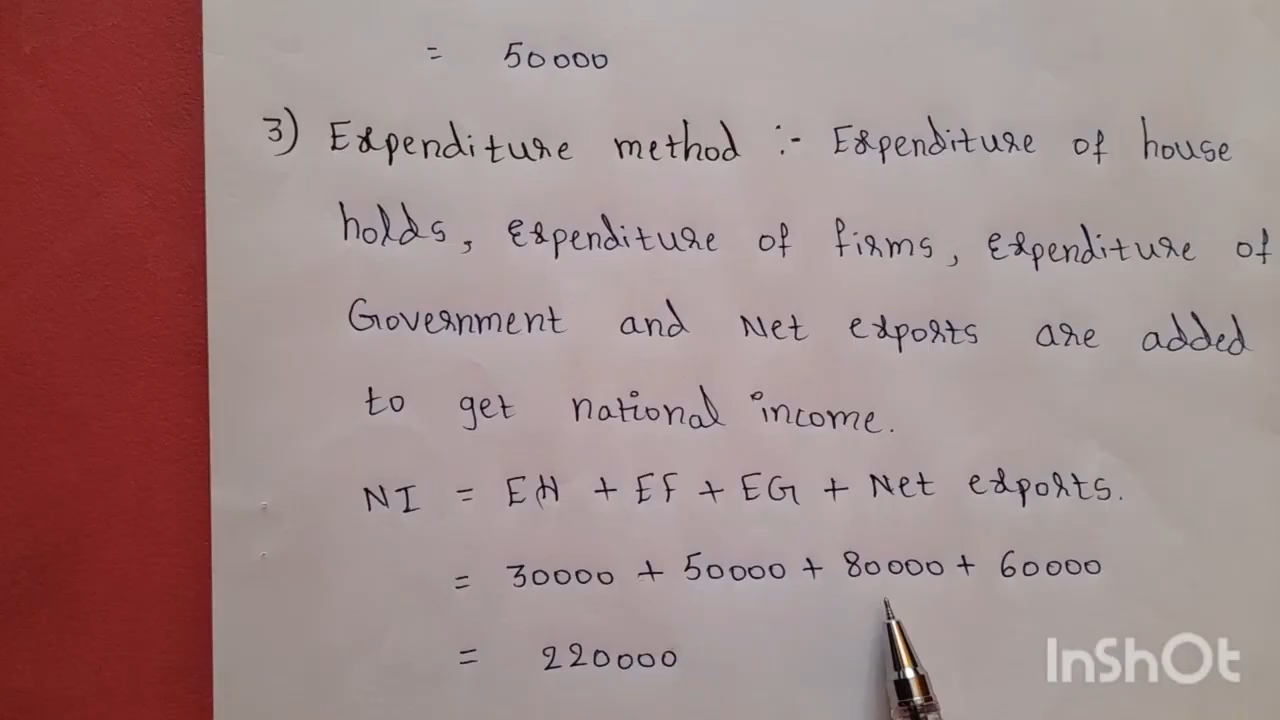 = 50000
3) Expenditure method :- Expenditure of house
holds, expenditure of firms, expenditure of
Government and Net exports are added
to get national income.
NI = EH + EF + EG + Net exports.
= 30000 + 50000 + 80000 + 60000
= 220000
InShOt